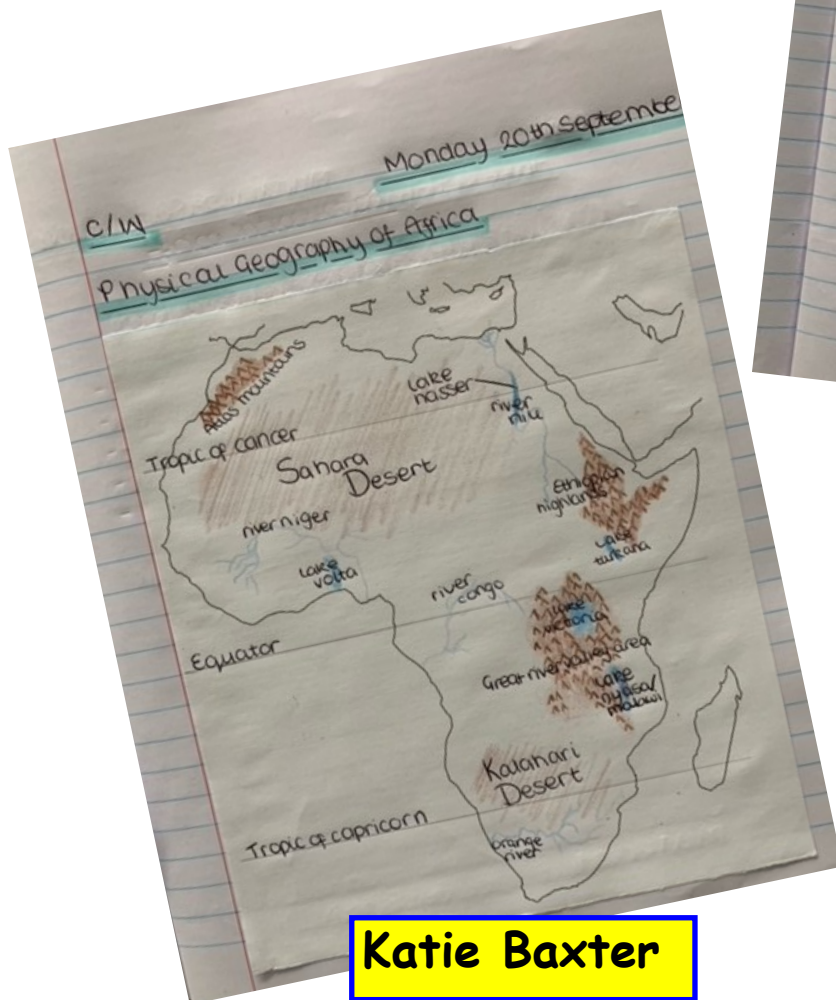 Monday 20th Septembe
C/W
Physical Geography of Africa
Atlas mountains
Lake
nasser
river
nile
Tropic of cancer
Sahara
Desert
Ethiopian
highlands
river niger
Lake
turkana
Lake
volta
river
congo
Lake
victoria
Equator
Great river valley area
Lake
nyasa/
malawi
Kalahari
Desert
Tropic of capricorn
orange
river
Katie Baxter